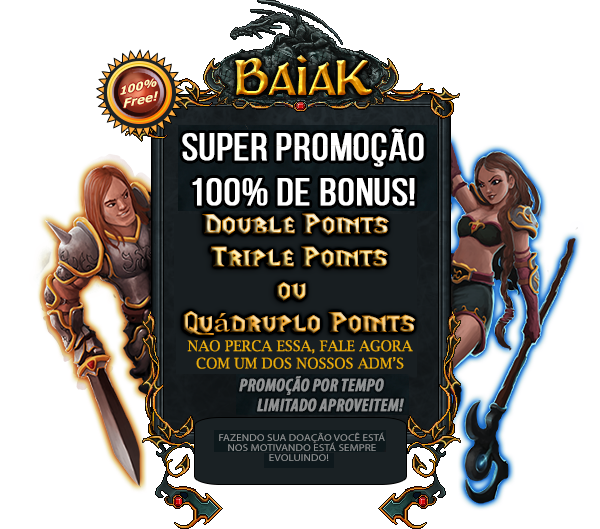 BAIAK
100%
Free!
SUPER PROMOÇÃO
100% DE BONUS!
DOUBLE POINTS
TRIPLE POINTS
OU
QUÁDRUPLO POINTS
NAO PERCA ESSA, FALE AGORA
COM UM DOS NOSSOS ADM'S
PROMOÇÃO POR TEMPO
LIMITADO APROVEITEM!
FAZENDO SUA DOAÇÃO VOCÊ ESTÁ
NOS MOTIVANDO ESTÁ SEMPRE
EVOLUINDO!